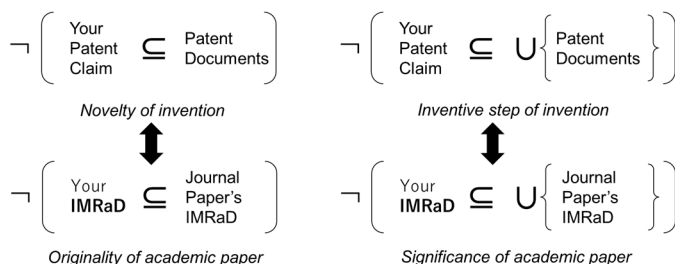 ¬ ( Your Patent Claim ⊆ Patent Documents )
Novelty of invention
¬ ( Your Patent Claim ⊆ ∪ { Patent Documents } )
Inventive step of invention
¬ ( Your IMRaD ⊆ Journal Paper's IMRaD )
Originality of academic paper
¬ ( Your IMRaD ⊆ ∪ { Journal Paper's IMRaD } )
Significance of academic paper